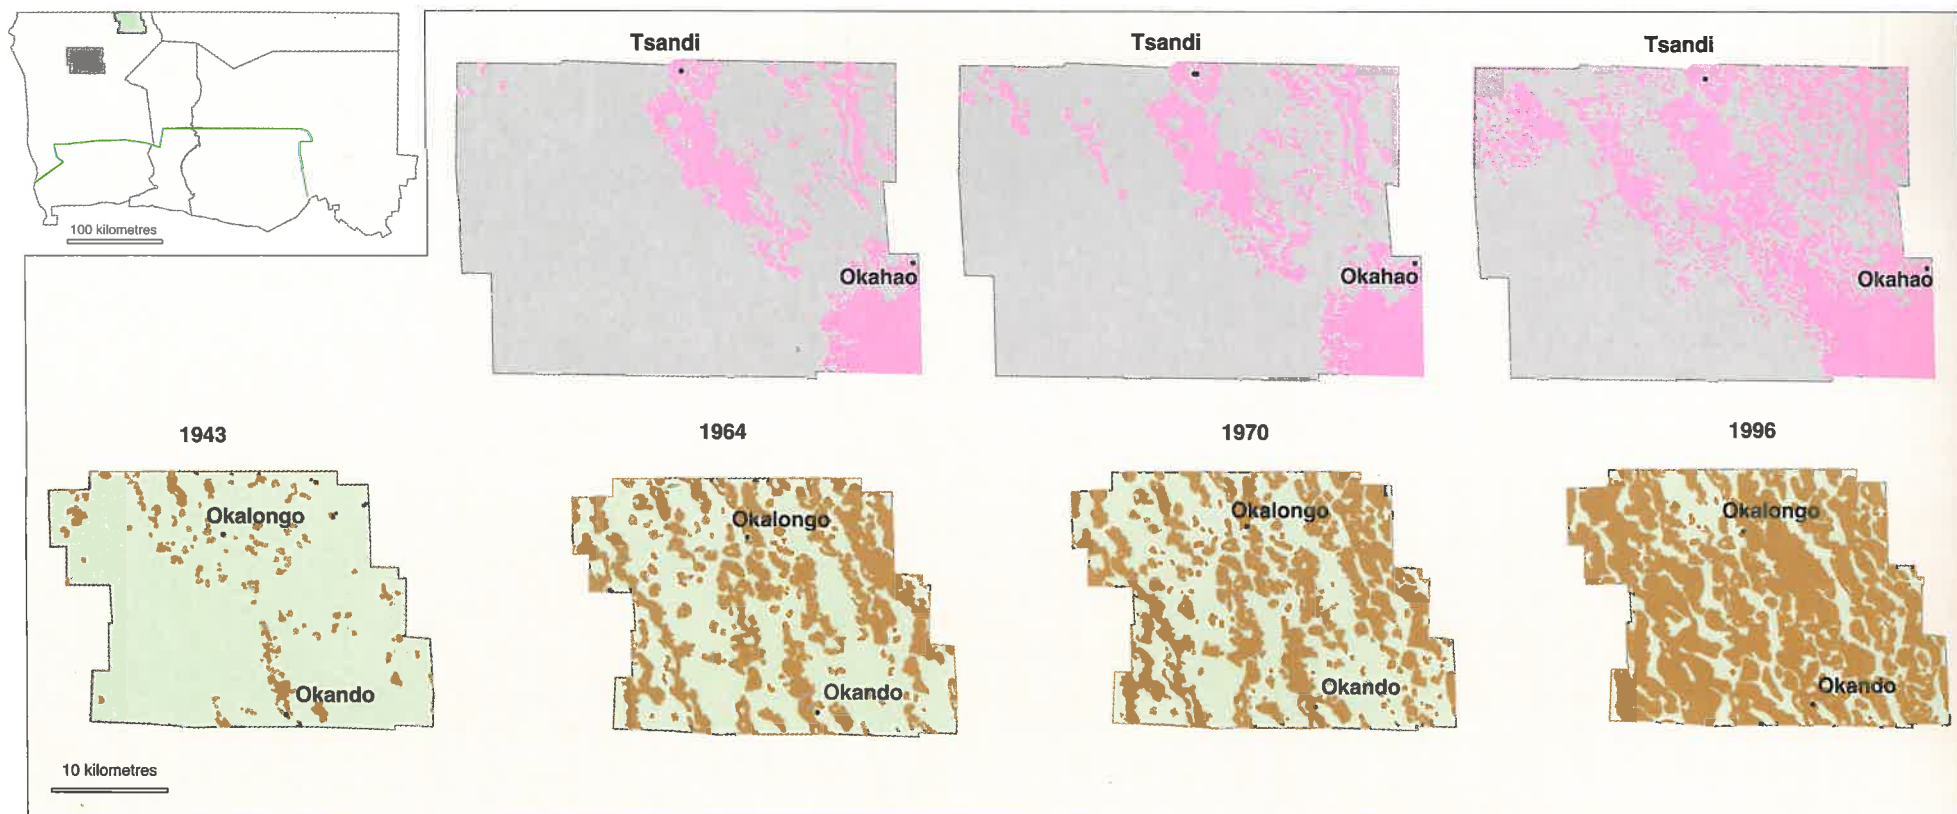 Tsandi
Tsandi
Tsandi
100 kilometres
Okahao
Okahao
Okahao
1943
1964
1970
1996
Okalongo
Okalongo
Okalongo
Okalongo
Okando
Okando
Okando
Okando
10 kilometres